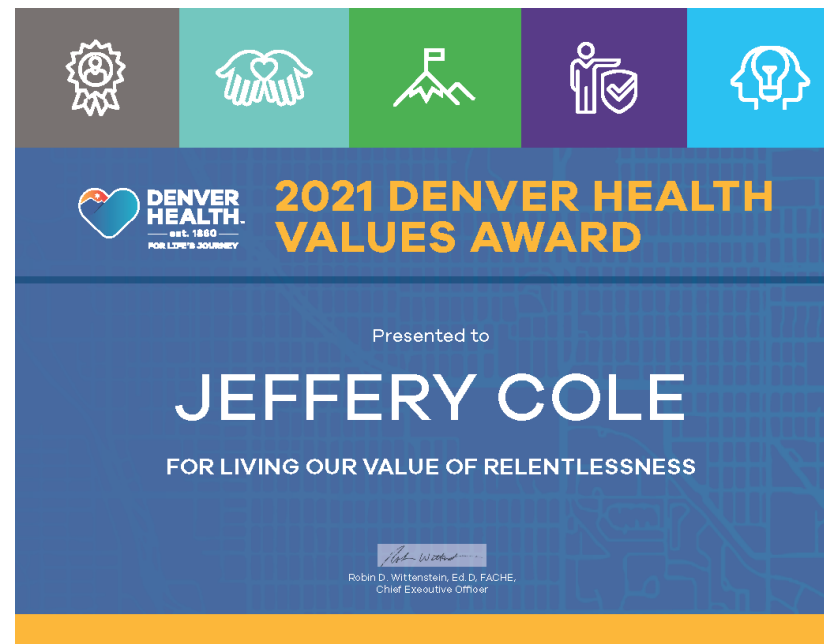 DENVER
HEALTH™
est. 1860
FOR LIFE'S JOURNEY
2021 DENVER HEALTH
VALUES AWARD
Presented to
JEFFERY COLE
FOR LIVING OUR VALUE OF RELENTLESSNESS
Robin D. Wittenstein, Ed. D, FACHE,
Chief Executive Officer